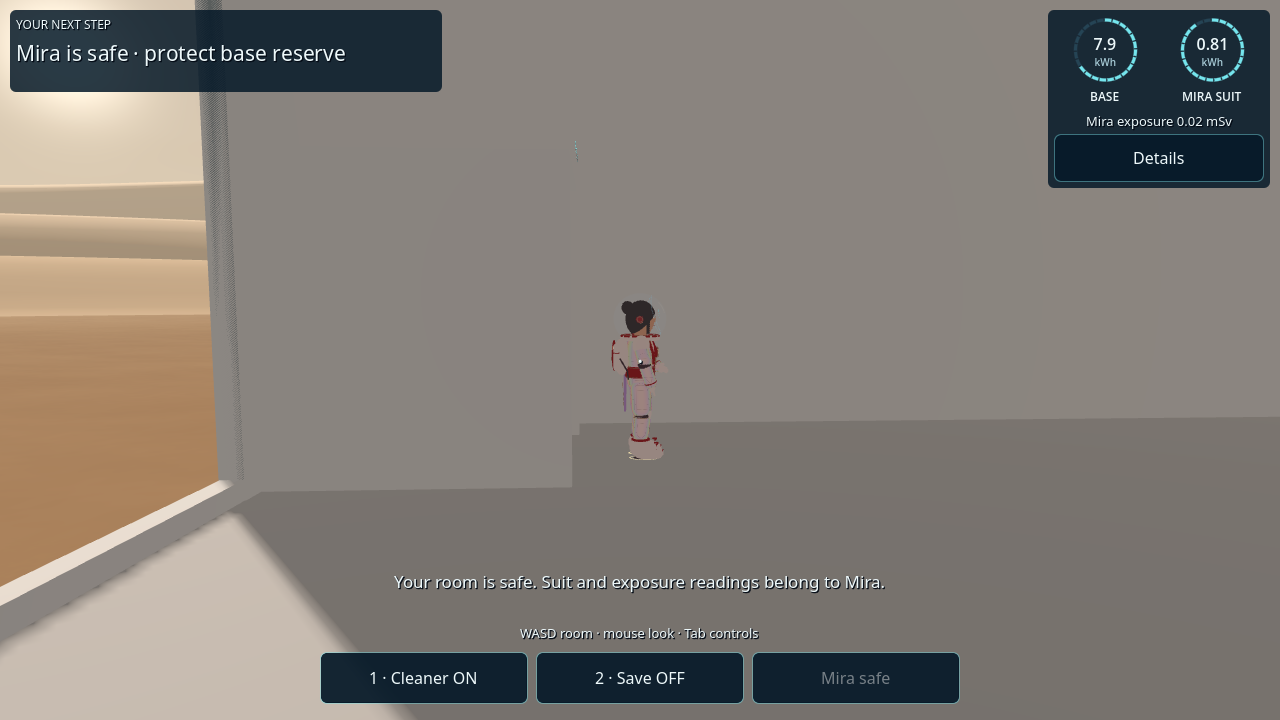 YOUR NEXT STEP
Mira is safe · protect base reserve
7.9
kWh
BASE
0.81
kWh
MIRA SUIT
Mira exposure 0.02 mSv
Details
Your room is safe. Suit and exposure readings belong to Mira.
WASD room · mouse look · Tab controls
1 · Cleaner ON
2 · Save OFF
Mira safe